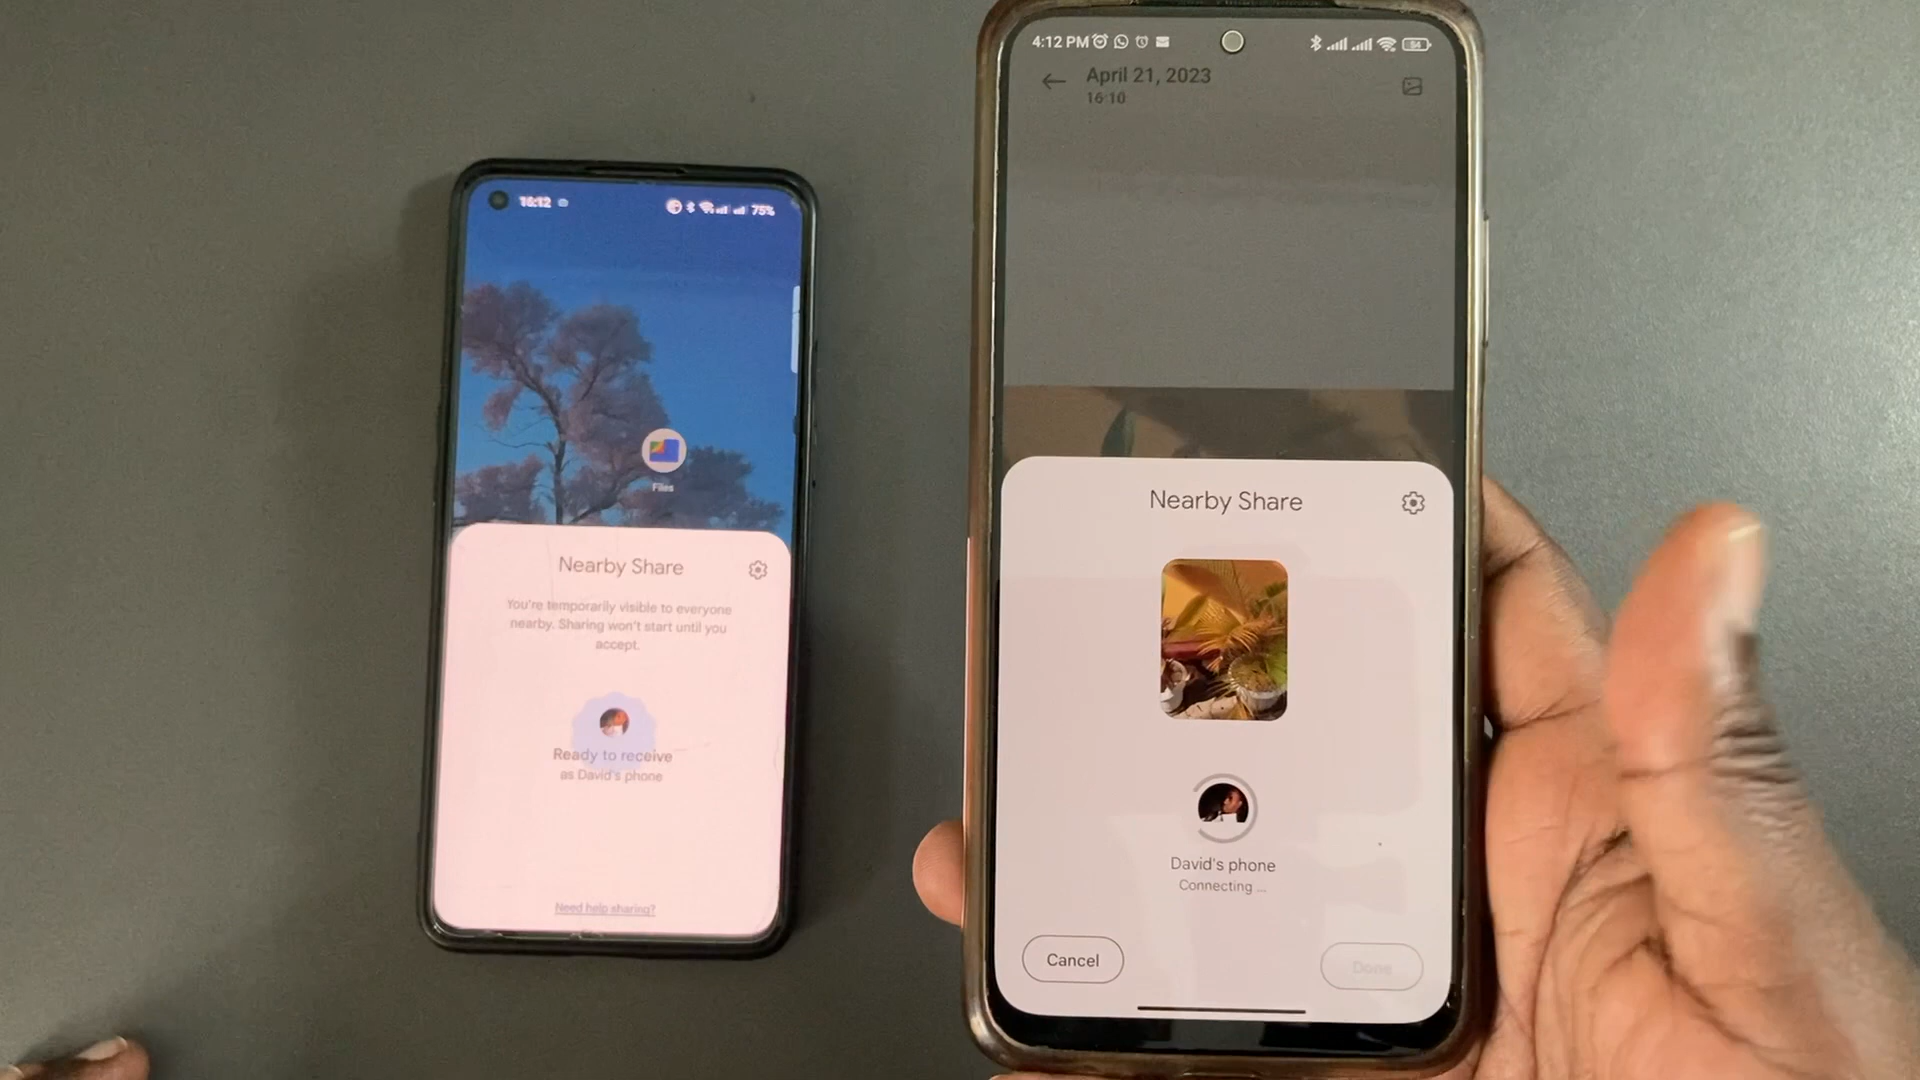 16:12
75%
Files
Nearby Share
You're temporarily visible to everyone
nearby. Sharing won't start until you
accept.
Ready to receive
as David's phone
Need help sharing?
4:12 PM
54
April 21, 2023
16:10
Nearby Share
David's phone
Connecting ...
Cancel
Done